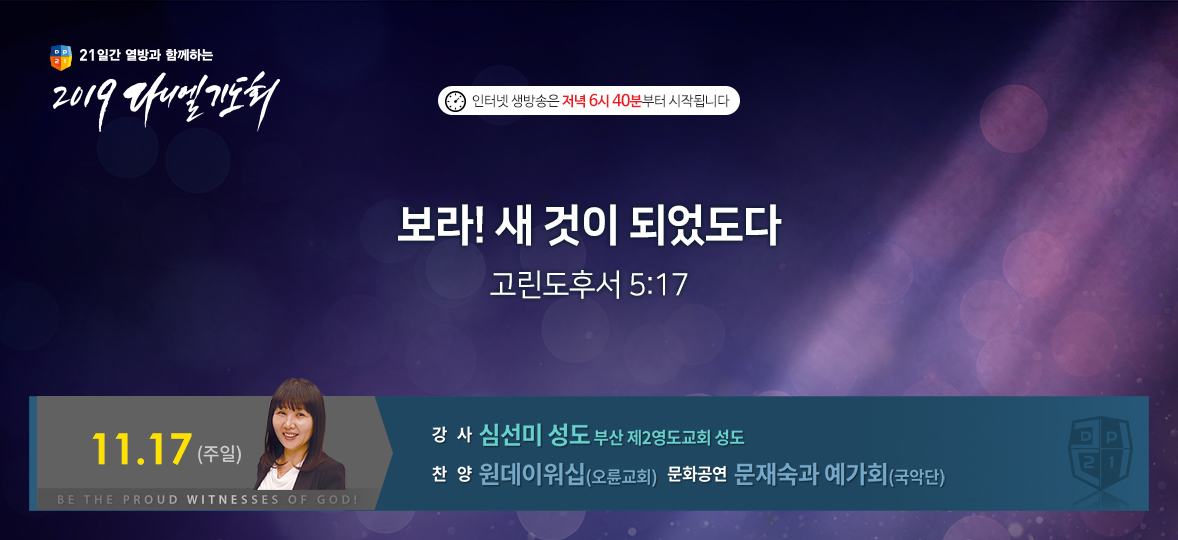 21일간 열방과 함께하는
2019 다니엘기도회
인터넷 생방송은 저녁 6시 40분부터 시작됩니다
보라! 새 것이 되었도다
고린도후서 5:17
11.17 (주일)
BE THE PROUD WITNESSES OF GOD!
강 사 심선미 성도 부산 제2영도교회 성도
찬 양 원데이워십(오륜교회) 문화공연 문재숙과 예가회(국악단)
DP
21